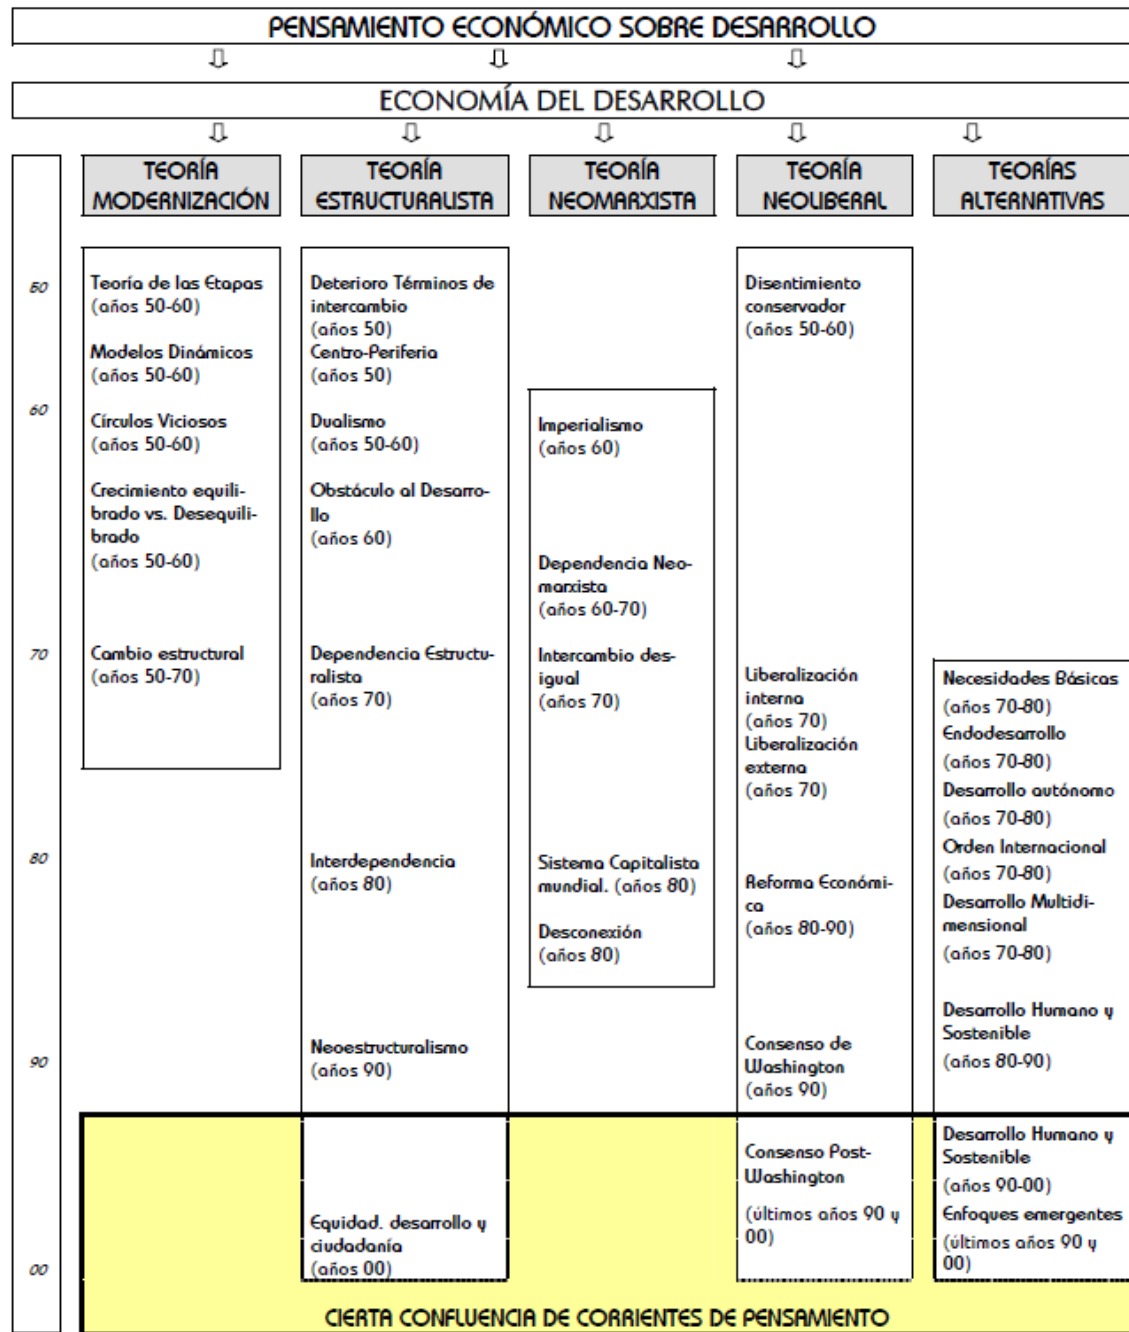 PENSAMIENTO ECONÓMICO SOBRE DESARROLLO
ECONOMÍA DEL DESARROLLO
TEORÍA
MODERNIZACIÓN
TEORÍA
ESTRUCTURALISTA
TEORÍA
NEOMARXISTA
TEORÍA
NEOLIBERAL
TEORÍAS
ALTERNATIVAS
50
60
70
80
90
00
Teoría de las Etapas
(años 50-60)
Modelos Dinámicos
(años 50-60)
Círculos Viciosos
(años 50-60)
Crecimiento equili-
brado vs. Desequili-
brado
(años 50-60)
Cambio estructural
(años 50-70)
Deterioro Términos de
intercambio
(años 50)
Centro-Periferia
(años 50)
Dualismo
(años 50-60)
Obstáculo al Desarro-
llo
(años 60)
Dependencia Estructu-
ralista
(años 70)
Interdependencia
(años 80)
Neoestructuralismo
(años 90)
Equidad. desarrollo y
ciudadanía
(años 00)
Imperialismo
(años 60)
Dependencia Neo-
marxista
(años 60-70)
Intercambio des-
igual
(años 70)
Sistema Capitalista
mundial. (años 80)
Desconexión
(años 80)
Disentimiento
conservador
(años 50-60)
Liberalización
interna
(años 70)
Liberalización
externa
(años 70)
Reforma Económi-
ca
(años 80-90)
Consenso de
Washington
(años 90)
Consenso Post-
Washington
(últimos años 90 y
00)
Necesidades Básicas
(años 70-80)
Endodesarrollo
(años 70-80)
Desarrollo autónomo
(años 70-80)
Orden Internacional
(años 70-80)
Desarrollo Multidi-
mensional
(años 70-80)
Desarrollo Humano y
Sostenible
(años 80-90)
Desarrollo Humano y
Sostenible
(años 90-00)
Enfoques emergentes
(últimos años 90 y
00)
CIERTA CONFLUENCIA DE CORRIENTES DE PENSAMIENTO